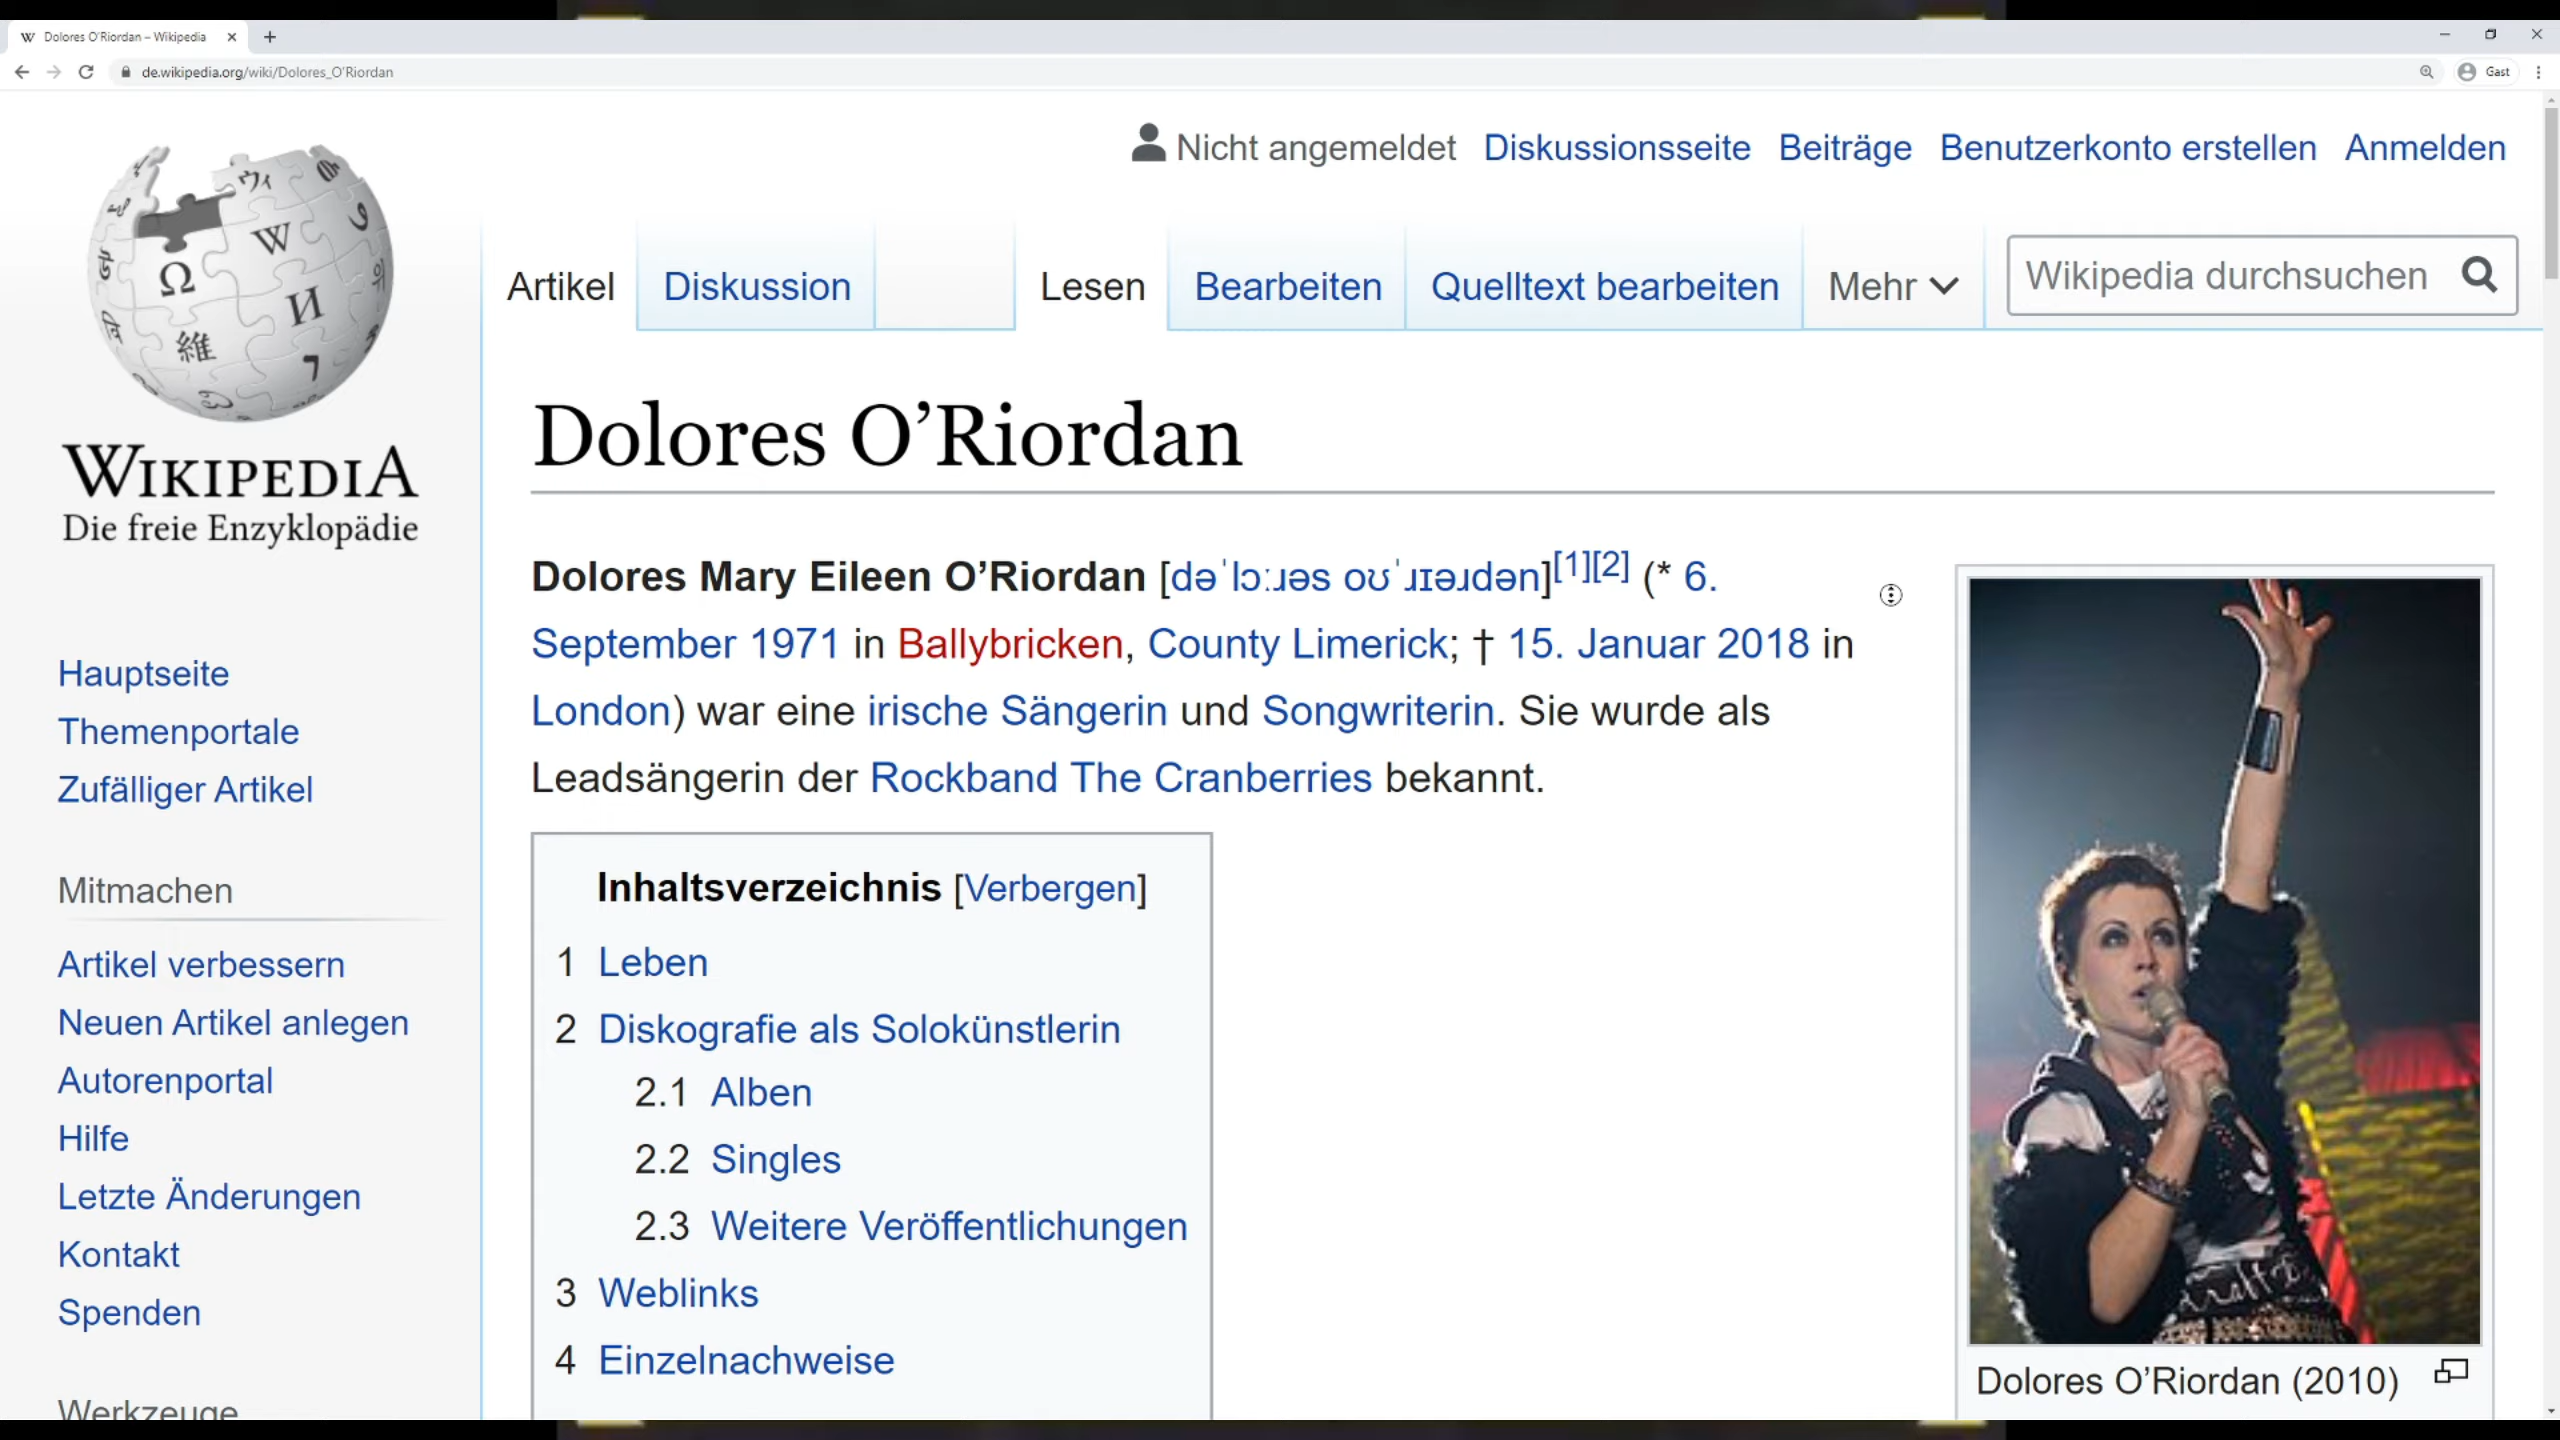 Dolores O'Riordan – Wikipedia
de.wikipedia.org/wiki/Dolores_O'Riordan
Gast
Nicht angemeldet Diskussionsseite Beiträge Benutzerkonto erstellen Anmelden
Artikel Diskussion Lesen Bearbeiten Quelltext bearbeiten Mehr Wikipedia durchsuchen
WIKIPEDIA
Die freie Enzyklopädie
Hauptseite
Themenportale
Zufälliger Artikel
Mitmachen
Artikel verbessern
Neuen Artikel anlegen
Autorenportal
Hilfe
Letzte Änderungen
Kontakt
Spenden
Werkzeuge
Dolores O’Riordan
Dolores Mary Eileen O’Riordan [dəˈlɔːɹəs oʊˈɹɪəɹdən][1][2] (* 6.
September 1971 in Ballybricken, County Limerick; † 15. Januar 2018 in
London) war eine irische Sängerin und Songwriterin. Sie wurde als
Leadsängerin der Rockband The Cranberries bekannt.
Inhaltsverzeichnis [Verbergen]
1 Leben
2 Diskografie als Solokünstlerin
2.1 Alben
2.2 Singles
2.3 Weitere Veröffentlichungen
3 Weblinks
4 Einzelnachweise
Dolores O’Riordan (2010)